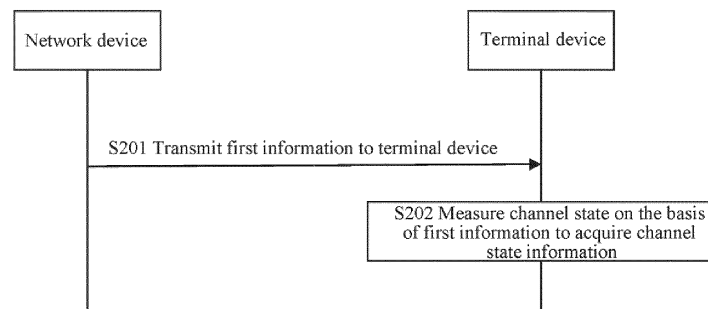 Network device
Terminal device
S201 Transmit first information to terminal device
S202 Measure channel state on the basis
of first information to acquire channel
state information